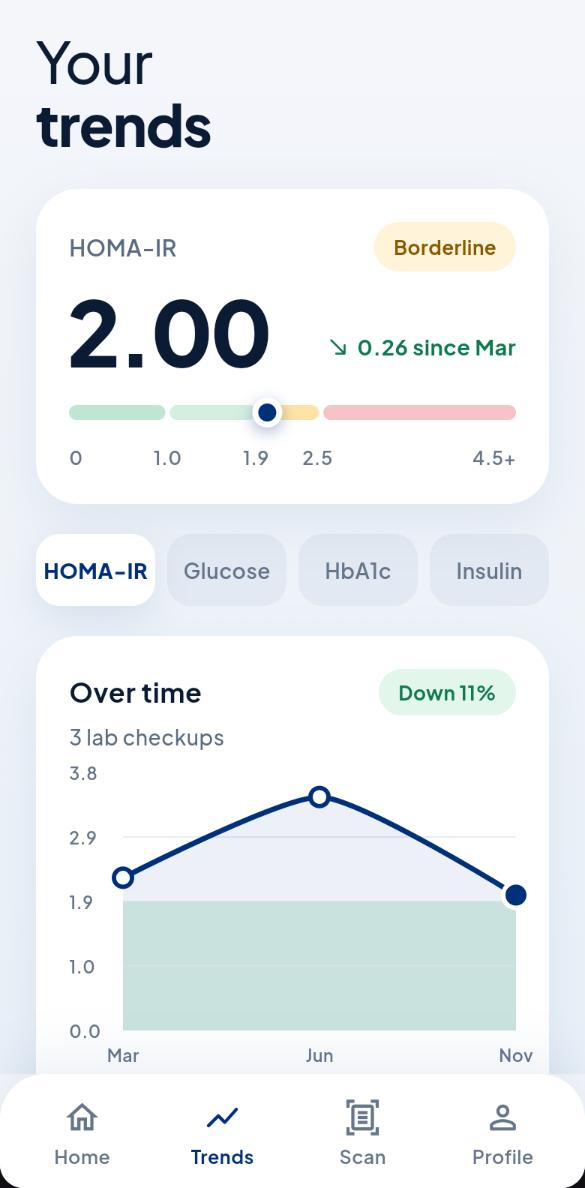 Your
trends
HOMA-IR
Borderline
2.00
↘ 0.26 since Mar
0 1.0 1.9 2.5 4.5+
HOMA-IR Glucose HbA1c Insulin
Over time
Down 11%
3 lab checkups
3.8
2.9
1.9
1.0
0.0
Mar Jun Nov
Home Trends Scan Profile